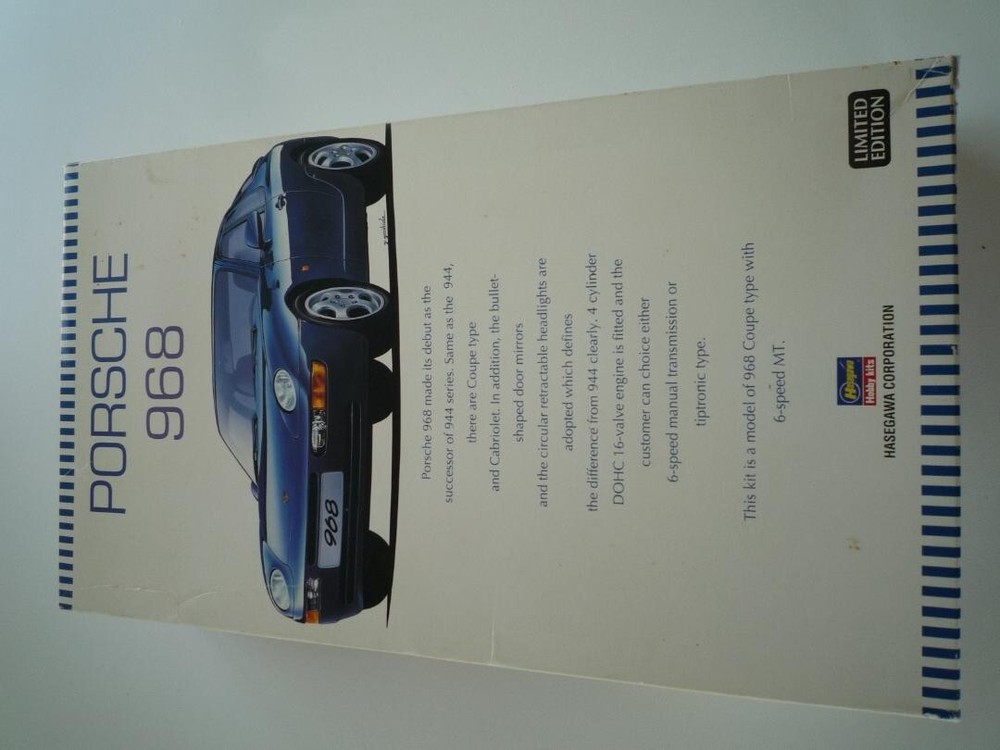 PORSCHE
968
968
Porsche 968 made its debut as the
successor of 944 series. Same as the 944,
there are Coupe type
and Cabriolet. In addition, the bullet-
shaped door mirrors
and the circular retractable headlights are
adopted which defines
the difference from 944 clearly. 4 cylinder
DOHC 16-valve engine is fitted and the
customer can choice either
6-speed manual transmission or
tiptronic type.
This kit is a model of 968 Coupe type with
6-speed MT.
Hasegawa
Hobby kits
HASEGAWA CORPORATION
LIMITED
EDITION